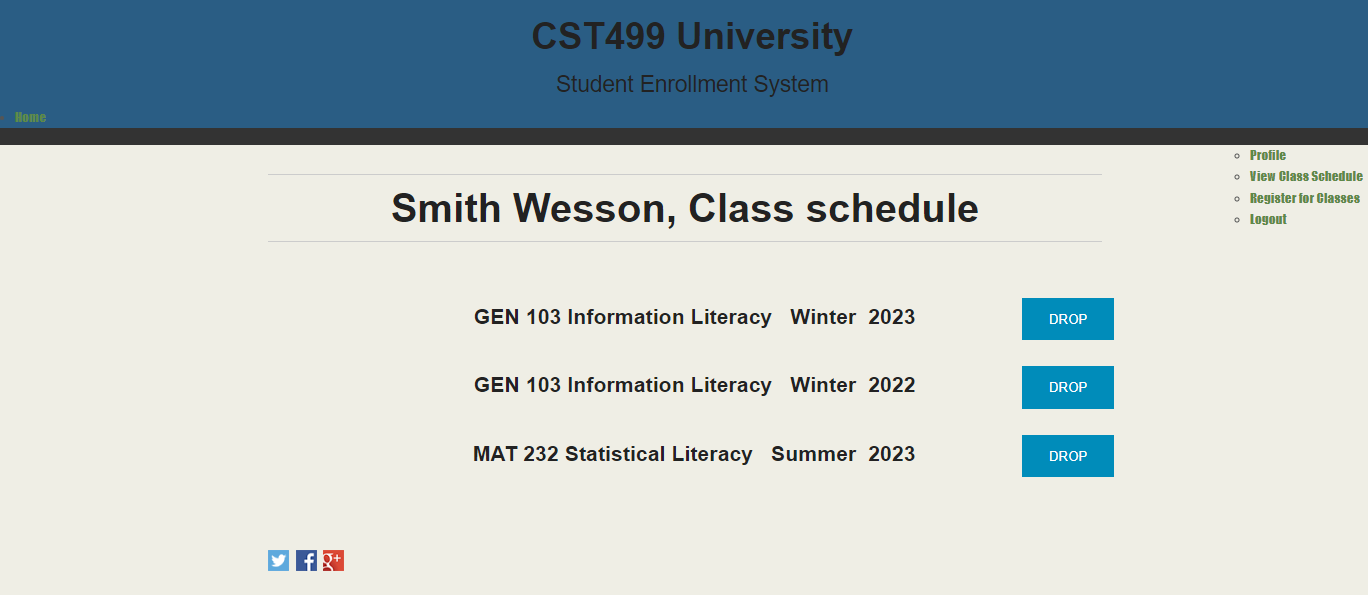 CST499 University
Student Enrollment System
Home
Profile
View Class Schedule
Register for Classes
Logout
Smith Wesson, Class schedule
GEN 103 Information Literacy Winter 2023 DROP
GEN 103 Information Literacy Winter 2022 DROP
MAT 232 Statistical Literacy Summer 2023 DROP
g+